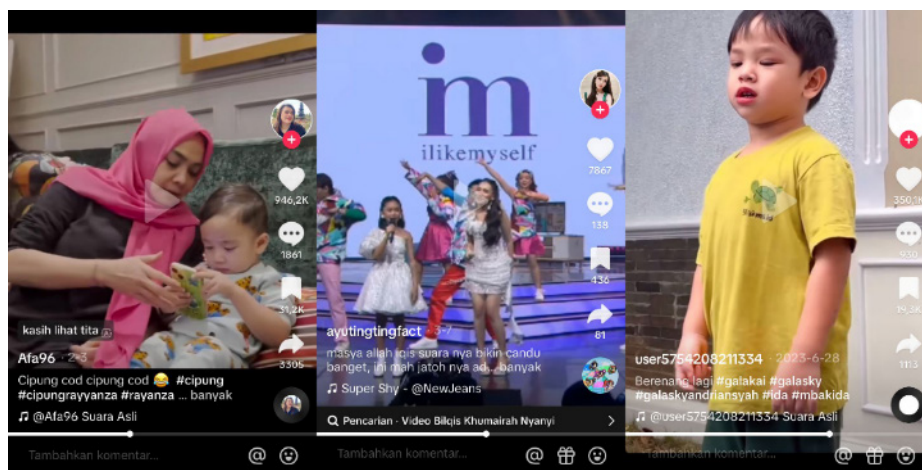 946,2K
1861
31,2K
kasih lihat tita
Afa96 · 2-3
3305
Cipung cod cipung cod 😂 #cipung
#cipungrayyanza #rayanza ... banyak
@Afa96 Suara Asli
Tambahkan komentar...
im
ilikemyself
7867
138
436
ayutingtingfact · 3-7
81
masya allah iqis suara nya bikin candu
banget, ini mah jatoh nya ad... banyak
Super Shy - @NewJeans
Pencarian · Video Bilqis Khumairah Nyanyi
Tambahkan komentar...
350,1K
930
19,3K
user5754208211334 · 2023-6-28
1113
Berenang lagi #galakai #galasky
#galaskyandriansyah #ida #mbakida
@user5754208211334 Suara Asli
Tambahkan komentar...